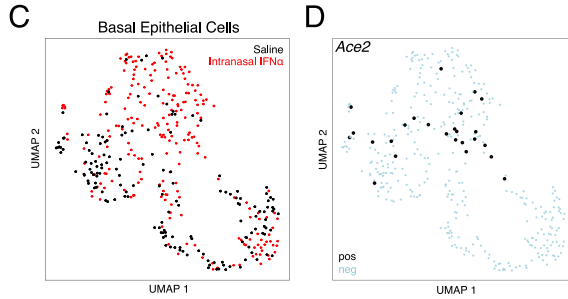 C
Basal Epithelial Cells
Saline
Intranasal IFNα
UMAP 2
UMAP 1
D
Ace2
pos
neg
UMAP 2
UMAP 1